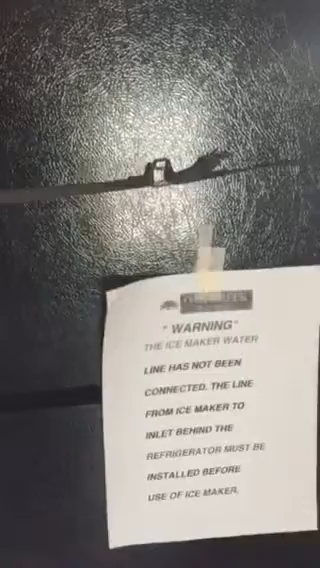 " WARNING "
THE ICE MAKER WATER
LINE HAS NOT BEEN
CONNECTED. THE LINE
FROM ICE MAKER TO
INLET BEHIND THE
REFRIGERATOR MUST BE
INSTALLED BEFORE
USE OF ICE MAKER.